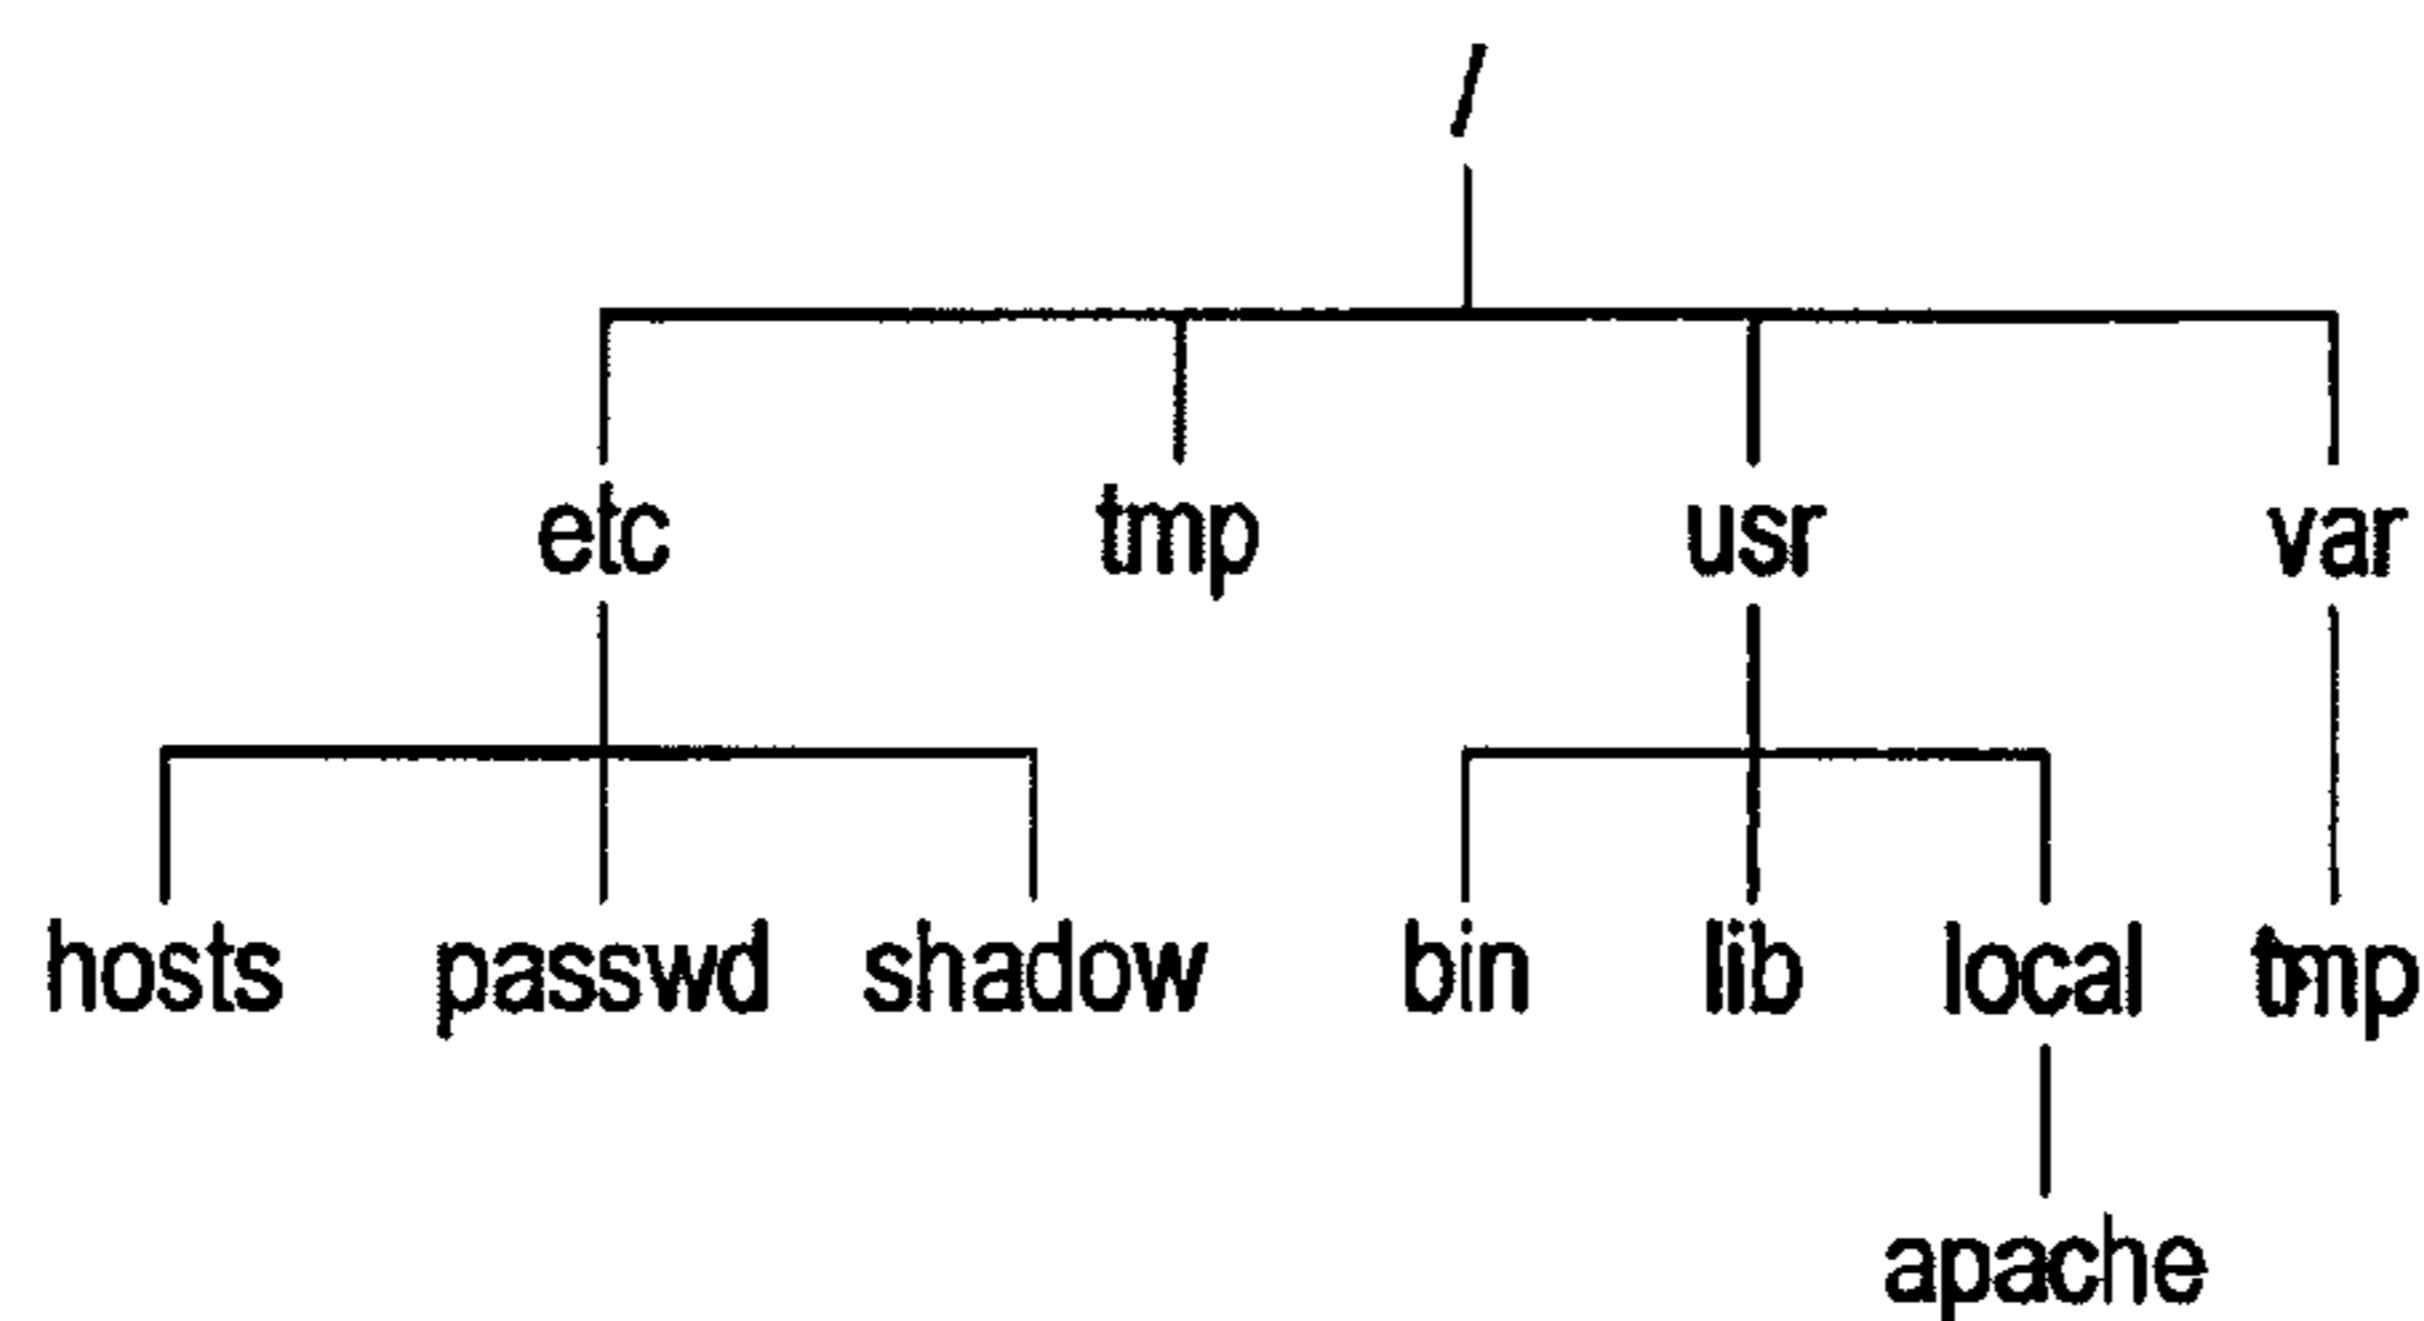 /
etc tmp usr var
hosts passwd shadow bin lib local tmp
apache